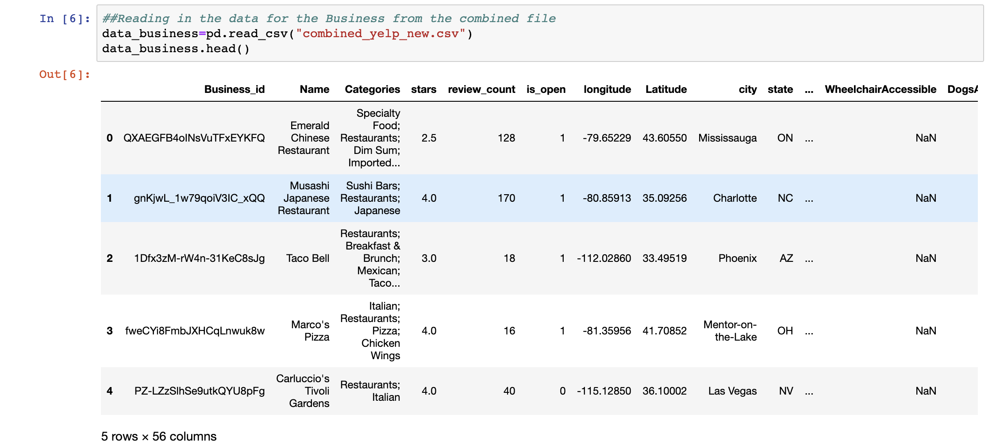 In [6]: ##Reading in the data for the Business from the combined file
data_business=pd.read_csv("combined_yelp_new.csv")
data_business.head()
Out[6]:
Business_id Name Categories stars review_count is_open longitude Latitude city state ... WheelchairAccessible DogsA
0 QXAEGFB4oINsVuTFxEYKFQ Emerald Chinese Restaurant Specialty Food; Restaurants; Dim Sum; Imported... 2.5 128 1 -79.65229 43.60550 Mississauga ON ... NaN
1 gnKjwL_1w79qoiV3IC_xQQ Musashi Japanese Restaurant Sushi Bars; Restaurants; Japanese 4.0 170 1 -80.85913 35.09256 Charlotte NC ... NaN
2 1Dfx3zM-rW4n-31KeC8sJg Taco Bell Restaurants; Breakfast & Brunch; Mexican; Taco... 3.0 18 1 -112.02860 33.49519 Phoenix AZ ... NaN
3 fweCYi8FmbJXHCqLnwuk8w Marco's Pizza Italian; Restaurants; Pizza; Chicken Wings 4.0 16 1 -81.35956 41.70852 Mentor-on-the-Lake OH ... NaN
4 PZ-LZzSlhSe9utkQYU8pFg Carluccio's Tivoli Gardens Restaurants; Italian 4.0 40 0 -115.12850 36.10002 Las Vegas NV ... NaN
5 rows × 56 columns